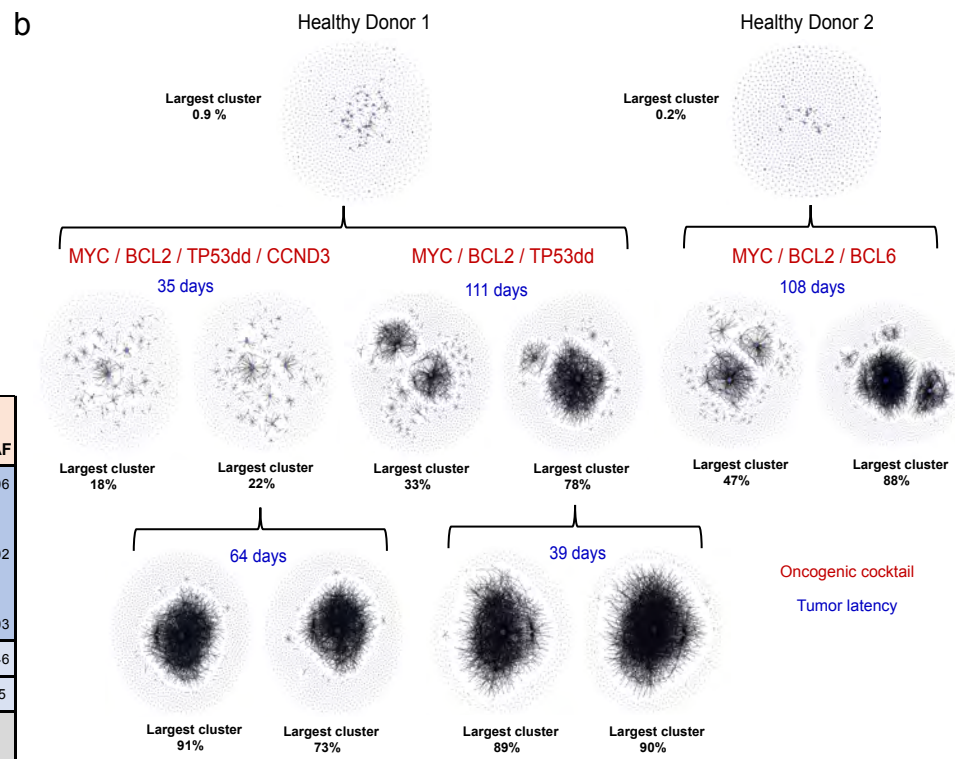 b
Healthy Donor 1
Healthy Donor 2
Largest cluster
0.9 %
Largest cluster
0.2%
MYC / BCL2 / TP53dd / CCND3
MYC / BCL2 / TP53dd
MYC / BCL2 / BCL6
35 days
111 days
108 days
Largest cluster
18%
Largest cluster
22%
Largest cluster
33%
Largest cluster
78%
Largest cluster
47%
Largest cluster
88%
64 days
39 days
Oncogenic cocktail
Tumor latency
Largest cluster
91%
Largest cluster
73%
Largest cluster
89%
Largest cluster
90%